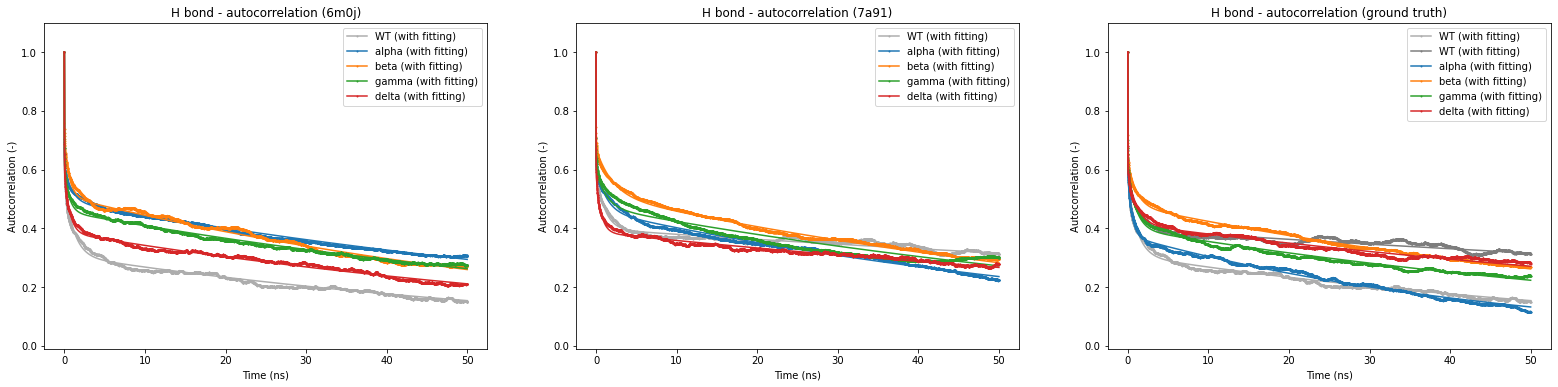 H bond - autocorrelation (6m0j)
WT (with fitting)
alpha (with fitting)
beta (with fitting)
gamma (with fitting)
delta (with fitting)
1.0
0.8
0.6
0.4
0.2
0.0
Autocorrelation (-)
0 10 20 30 40 50
Time (ns)
H bond - autocorrelation (7a91)
WT (with fitting)
alpha (with fitting)
beta (with fitting)
gamma (with fitting)
delta (with fitting)
1.0
0.8
0.6
0.4
0.2
0.0
Autocorrelation (-)
0 10 20 30 40 50
Time (ns)
H bond - autocorrelation (ground truth)
WT (with fitting)
WT (with fitting)
alpha (with fitting)
beta (with fitting)
gamma (with fitting)
delta (with fitting)
1.0
0.8
0.6
0.4
0.2
0.0
Autocorrelation (-)
0 10 20 30 40 50
Time (ns)